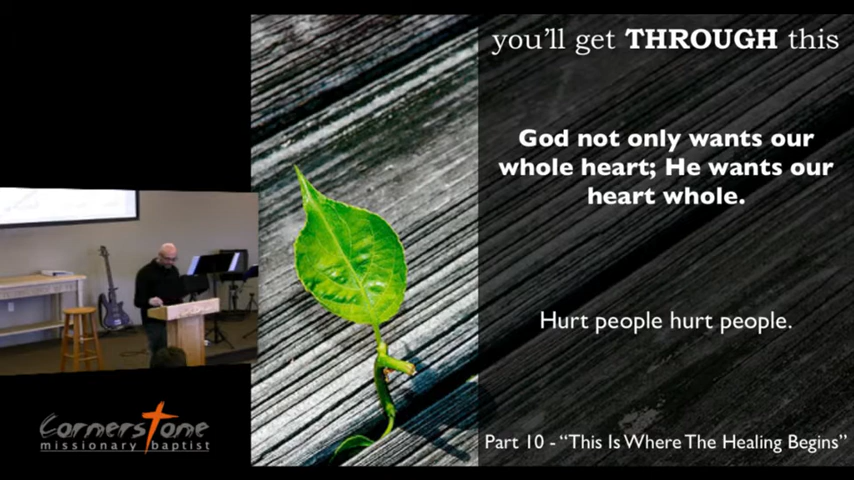 you'll get THROUGH this
God not only wants our
whole heart; He wants our
heart whole.
Hurt people hurt people.
Part 10 - “This Is Where The Healing Begins”
Cornerstone
missionary baptist